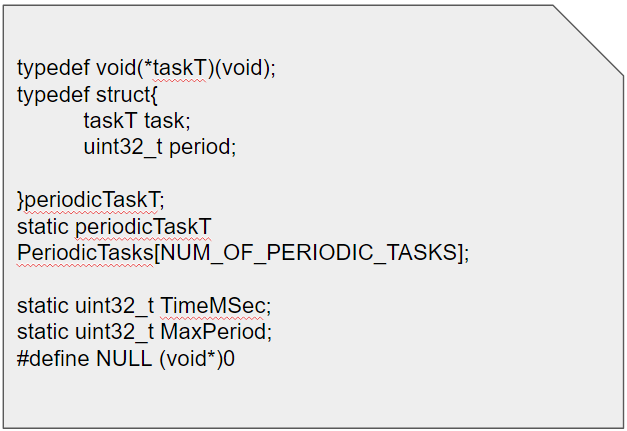 typedef void(*taskT)(void);
typedef struct{
taskT task;
uint32_t period;
}periodicTaskT;
static periodicTaskT
PeriodicTasks[NUM_OF_PERIODIC_TASKS];
static uint32_t TimeMSec;
static uint32_t MaxPeriod;
#define NULL (void*)0